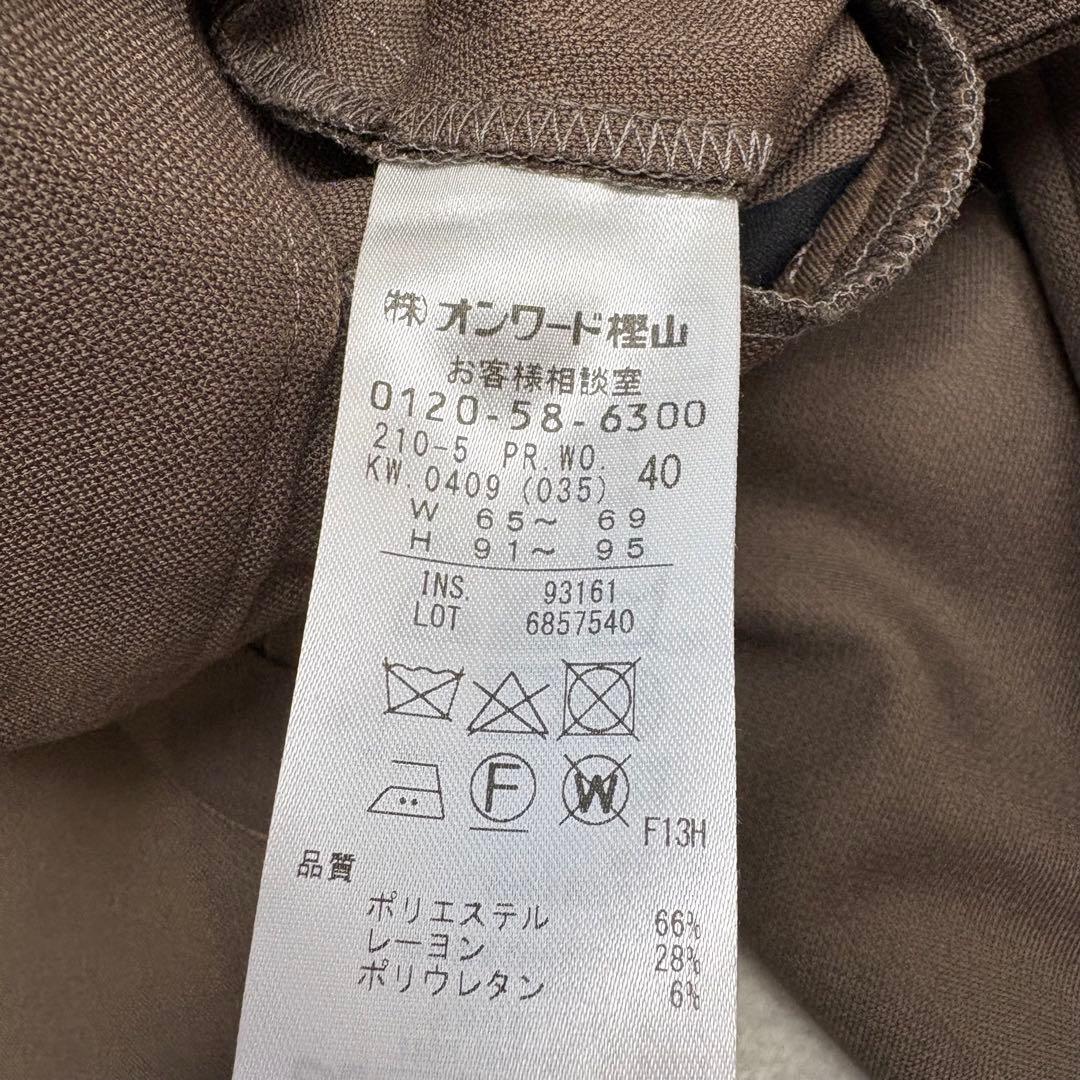 (株)オンワード樫山
お客様相談室
0120-58-6300
210-5 PR.WO. 40
KW.0409 (035)
W 65～ 69
H 91～ 95
INS. 93161
LOT 6857540
F W
F13H
品質
ポリエステル 66%
レーヨン 28%
ポリウレタン 6%